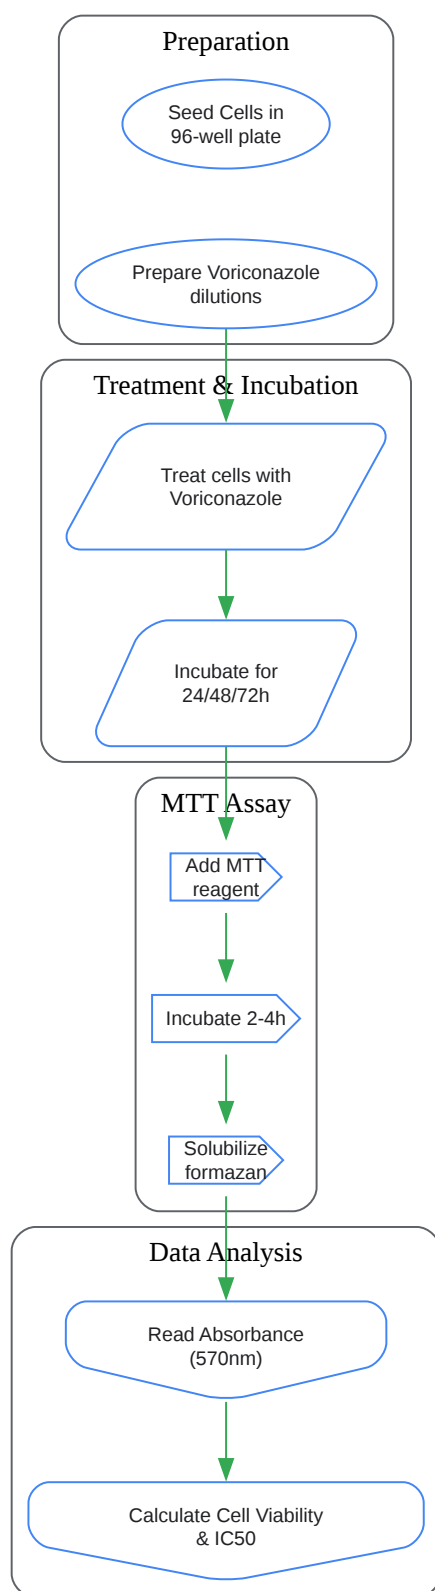 Preparation
Seed Cells in
96-well plate
Prepare Voriconazole
dilutions
Treatment & Incubation
Treat cells with
Voriconazole
Incubate for
24/48/72h
MTT Assay
Add MTT
reagent
Incubate 2-4h
Solubilize
formazan
Data Analysis
Read Absorbance
(570nm)
Calculate Cell Viability
& IC50